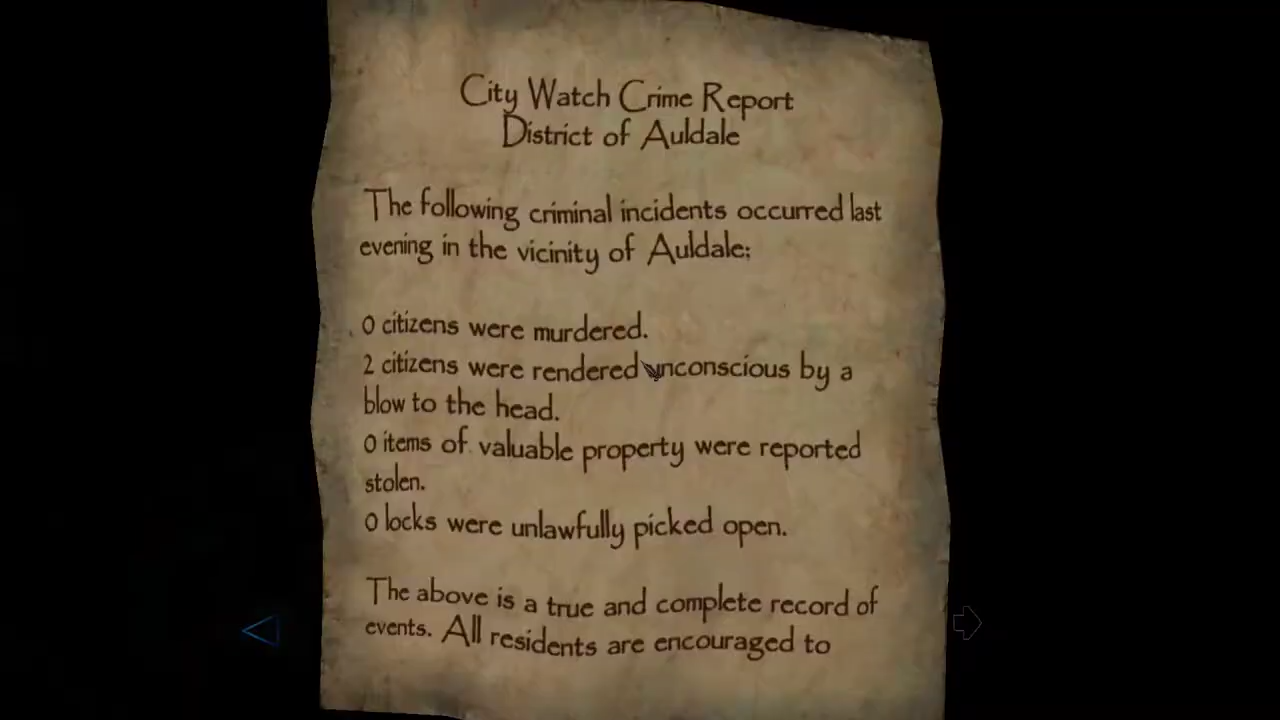 City Watch Crime Report
District of Auldale
The following criminal incidents occurred last
evening in the vicinity of Auldale:
0 citizens were murdered.
2 citizens were rendered unconscious by a
blow to the head.
0 items of valuable property were reported
stolen.
0 locks were unlawfully picked open.
The above is a true and complete record of
events. All residents are encouraged to